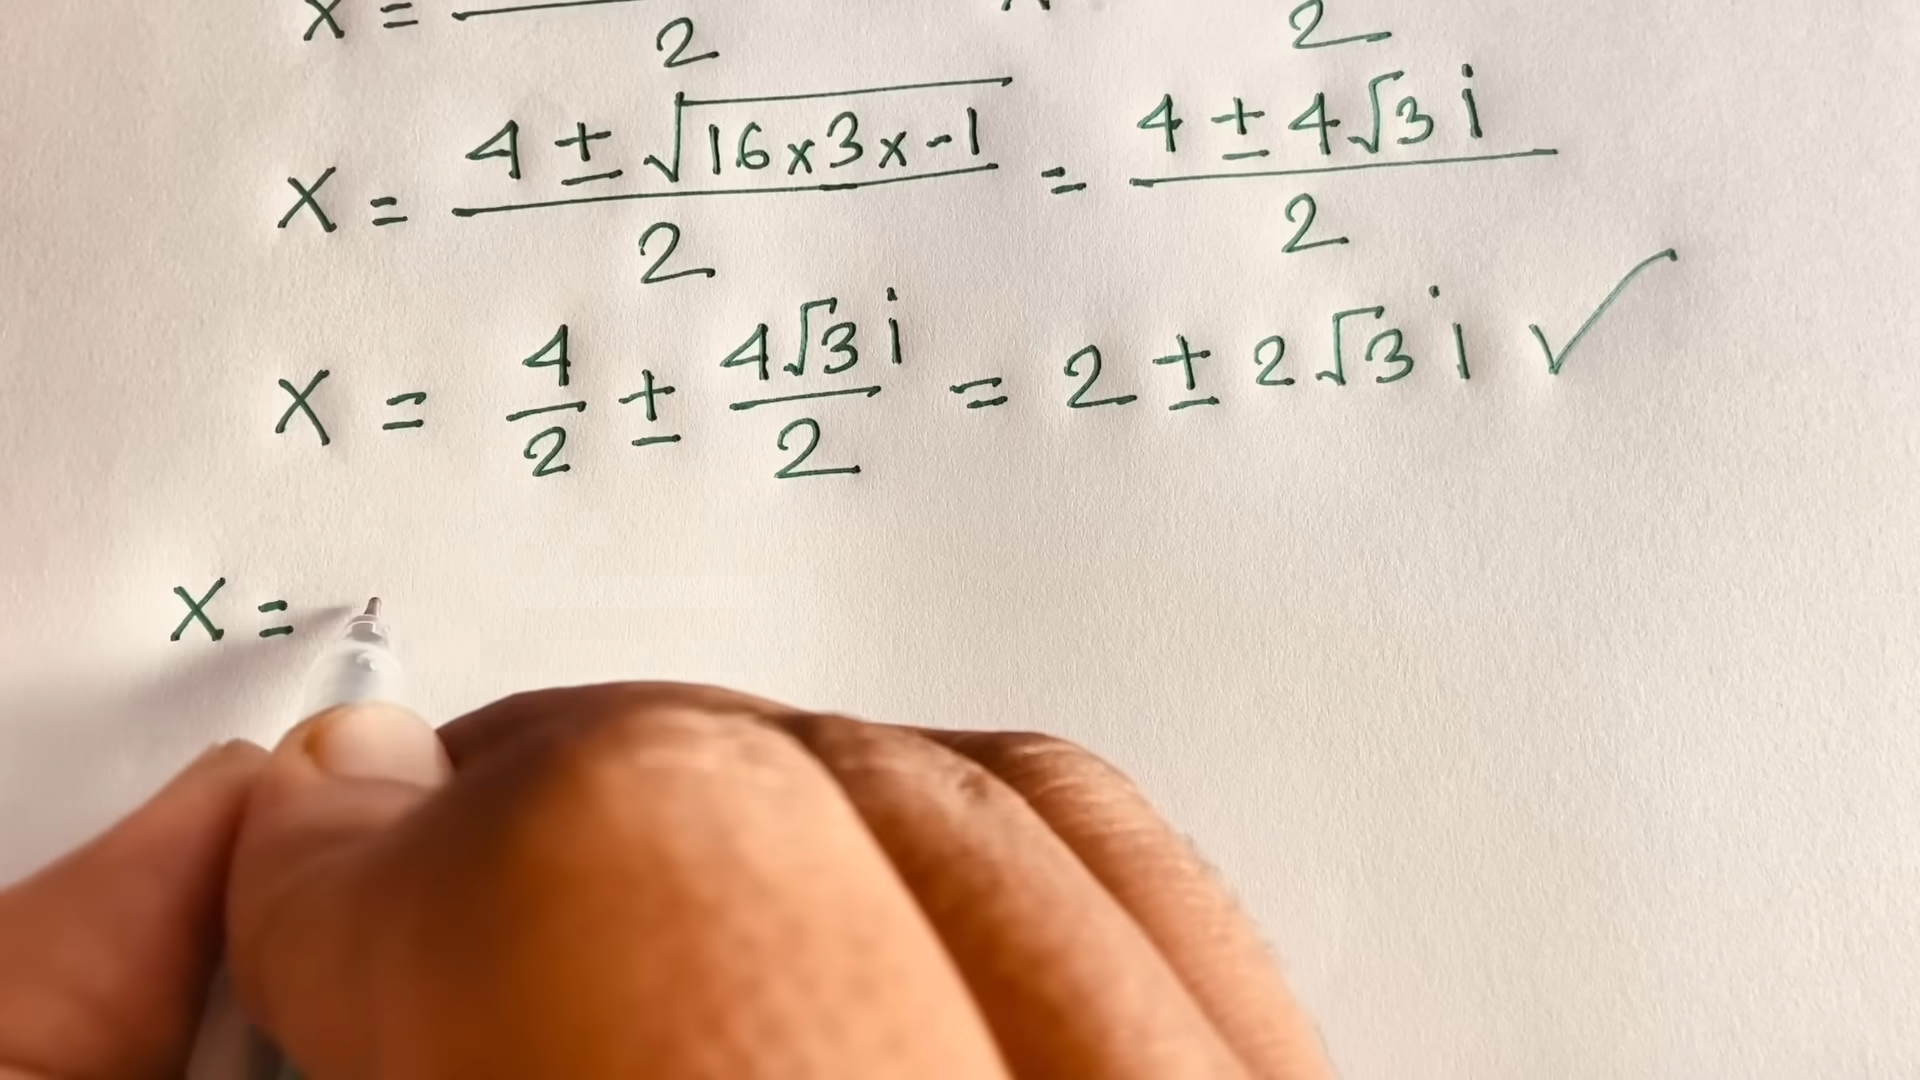 x = ――― 2 2
x = (4 ± √(16x3x-1))/2 = (4 ± 4√3 i)/2
x = 4/2 ± 4√3 i/2 = 2 ± 2√3 i ✓
x =